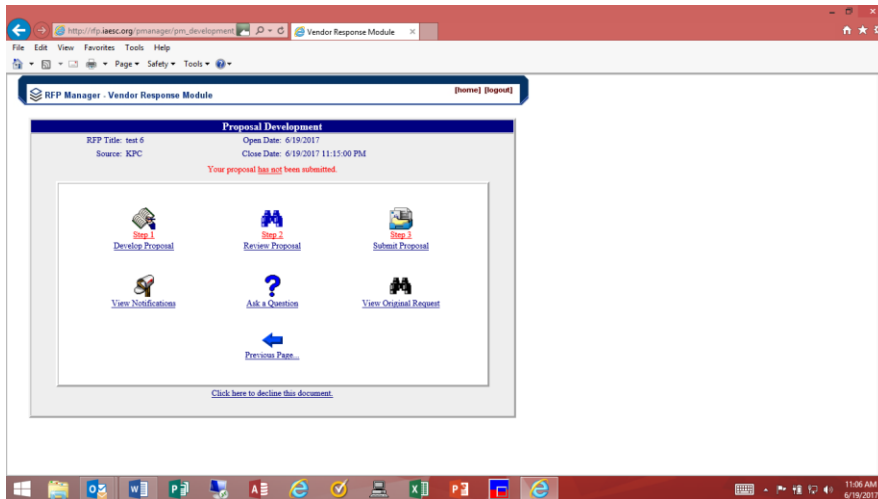 http://rfp.iaesc.org/pmanager/pm_development
Vendor Response Module
File Edit View Favorites Tools Help
Page Safety Tools
RFP Manager - Vendor Response Module
[home] [logout]
Proposal Development
RFP Title: test 6 Open Date: 6/19/2017
Source: KPC Close Date: 6/19/2017 11:15:00 PM
Your proposal has not been submitted.
Step 1 Step 2 Step 3
Develop Proposal Review Proposal Submit Proposal
View Notifications Ask a Question View Original Request
Previous Page...
Click here to decline this document.
11:06 AM
6/19/2017